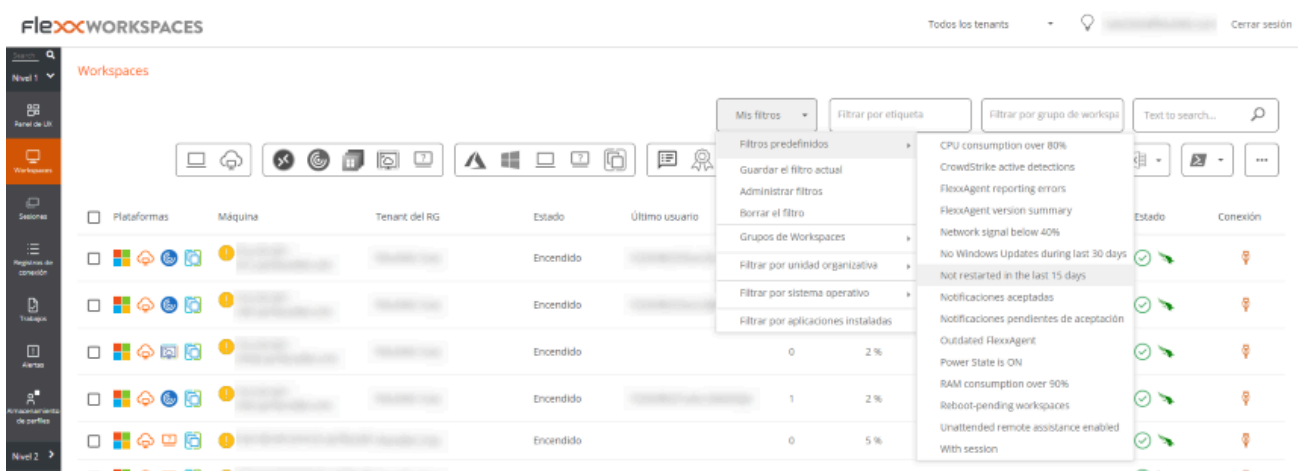 FlexxWORKSPACES
Todos los tenants
Cerrar sesión
Search
Nivel 1
Workspaces
Panel de UX
Mis filtros
Filtrar por etiqueta
Filtrar por grupo de workspa
Text to search...
Workspaces
Sesiones
Registros de conexión
Trabajos
Alertas
Almacenamiento de perfiles
Nivel 2
Filtros predefinidos
Guardar el filtro actual
Administrar filtros
Borrar el filtro
Grupos de Workspaces
Filtrar por unidad organizativa
Filtrar por sistema operativo
Filtrar por aplicaciones instaladas
CPU consumption over 80%
CrowdStrike active detections
FlexxAgent reporting errors
FlexxAgent version summary
Network signal below 40%
No Windows Updates during last 30 days
Not restarted in the last 15 days
Notificaciones aceptadas
Notificaciones pendientes de aceptación
Outdated FlexxAgent
Power State is ON
RAM consumption over 90%
Reboot-pending workspaces
Unattended remote assistance enabled
With session
Plataformas Máquina Tenant del RG Estado Último usuario Estado Conexión
Encendido
Encendido
Encendido 0 2 %
Encendido 1 2 %
Encendido 0 5 %